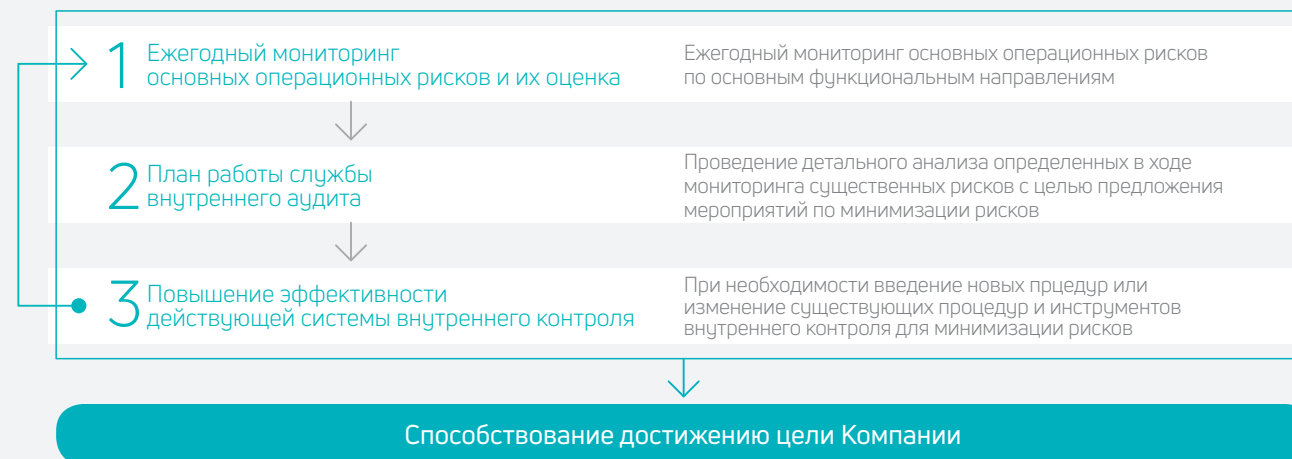 1
Ежегодный мониторинг
основных операционных рисков и их оценка
Ежегодный мониторинг основных операционных рисков
по основным функциональным направлениям
2
План работы службы
внутреннего аудита
Проведение детального анализа определенных в ходе
мониторинга существенных рисков с целью предложения
мероприятий по минимизации рисков
3
Повышение эффективности
действующей системы внутреннего контроля
При необходимости введение новых прцедур или
изменение существующих процедур и инструментов
внутреннего контроля для минимизации рисков
Способствование достижению цели Компании